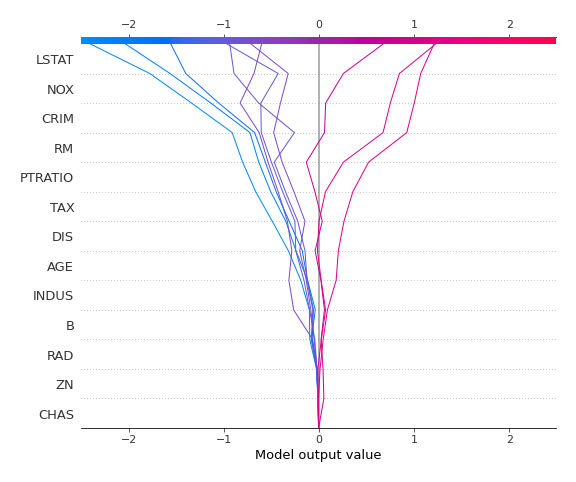 −2 −1 0 1 2
LSTAT
NOX
CRIM
RM
PTRATIO
TAX
DIS
AGE
INDUS
B
RAD
ZN
CHAS
−2 −1 0 1 2
Model output value